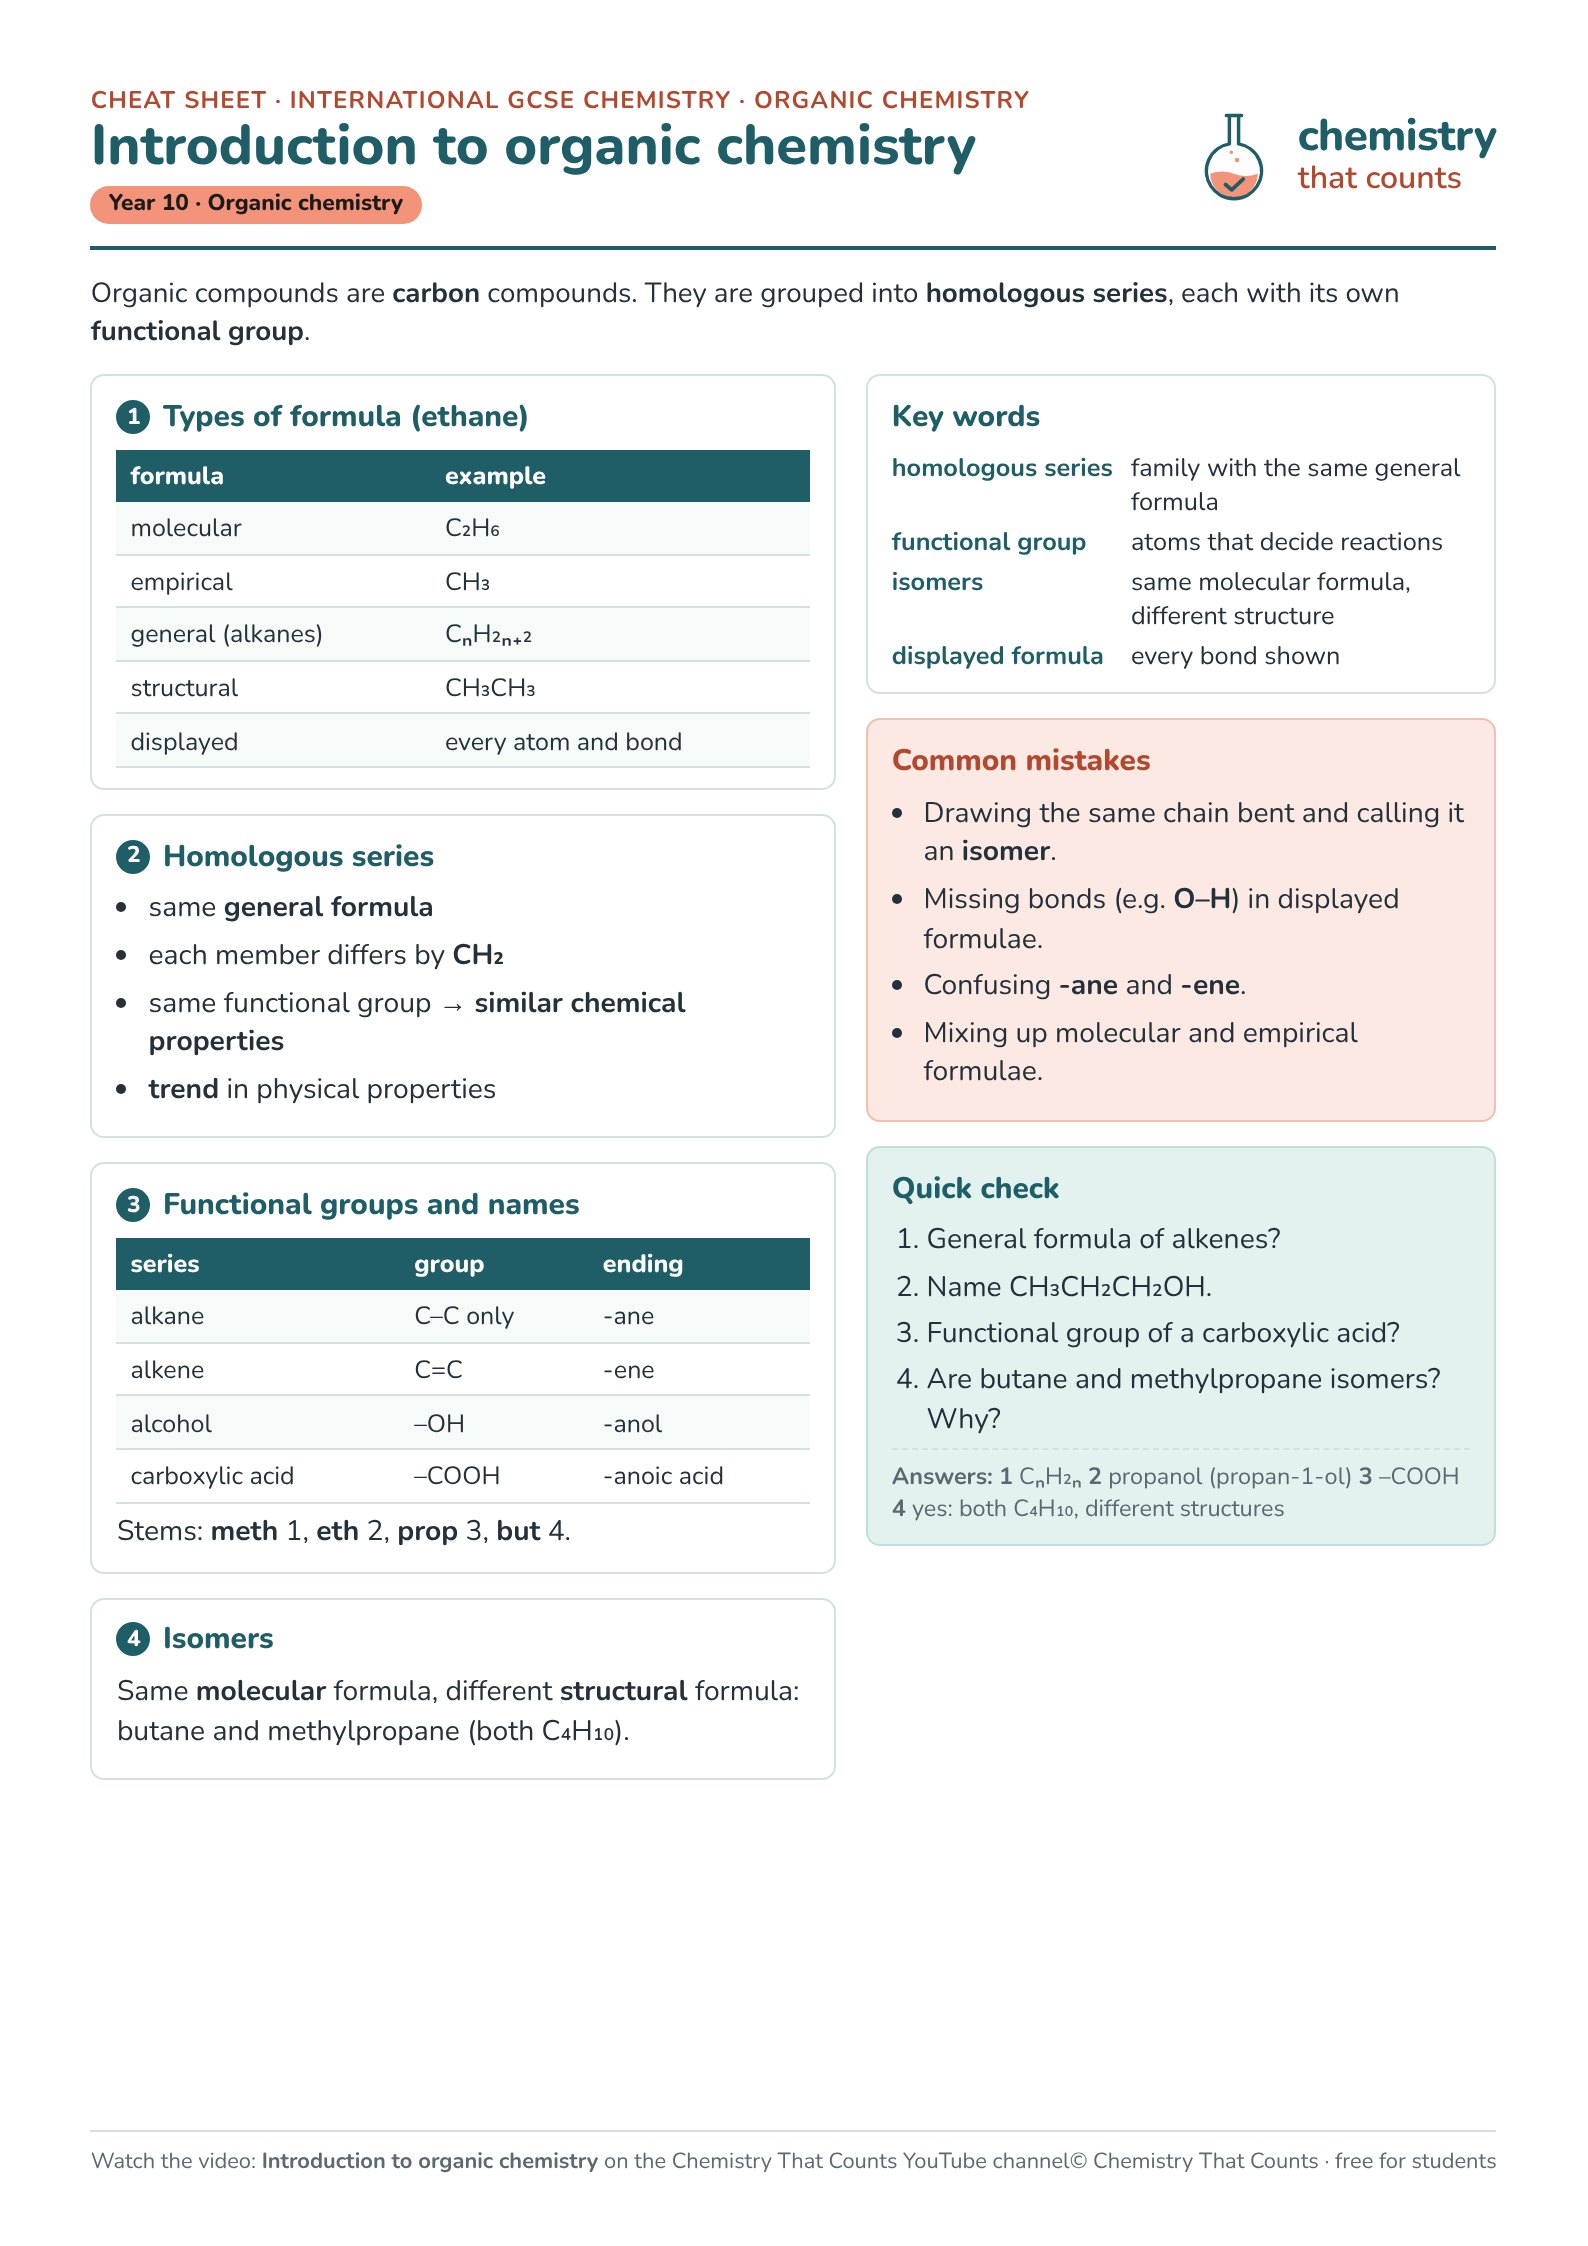 CHEAT SHEET · INTERNATIONAL GCSE CHEMISTRY · ORGANIC CHEMISTRY
Introduction to organic chemistry
Year 10 · Organic chemistry
chemistry
that counts
Organic compounds are carbon compounds. They are grouped into homologous series, each with its own
functional group.
1 Types of formula (ethane)
formula example
molecular C₂H₆
empirical CH₃
general (alkanes) CₙH₂ₙ₊₂
structural CH₃CH₃
displayed every atom and bond
2 Homologous series
• same general formula
• each member differs by CH₂
• same functional group → similar chemical
properties
• trend in physical properties
3 Functional groups and names
series group ending
alkane C–C only -ane
alkene C=C -ene
alcohol –OH -anol
carboxylic acid –COOH -anoic acid
Stems: meth 1, eth 2, prop 3, but 4.
4 Isomers
Same molecular formula, different structural formula:
butane and methylpropane (both C₄H₁₀).
Key words
homologous series family with the same general
formula
functional group atoms that decide reactions
isomers same molecular formula,
different structure
displayed formula every bond shown
Common mistakes
• Drawing the same chain bent and calling it
an isomer.
• Missing bonds (e.g. O–H) in displayed
formulae.
• Confusing -ane and -ene.
• Mixing up molecular and empirical
formulae.
Quick check
1. General formula of alkenes?
2. Name CH₃CH₂CH₂OH.
3. Functional group of a carboxylic acid?
4. Are butane and methylpropane isomers?
Why?
Answers: 1 CₙH₂ₙ 2 propanol (propan-1-ol) 3 –COOH
4 yes: both C₄H₁₀, different structures
Watch the video: Introduction to organic chemistry on the Chemistry That Counts YouTube channel© Chemistry That Counts · free for students